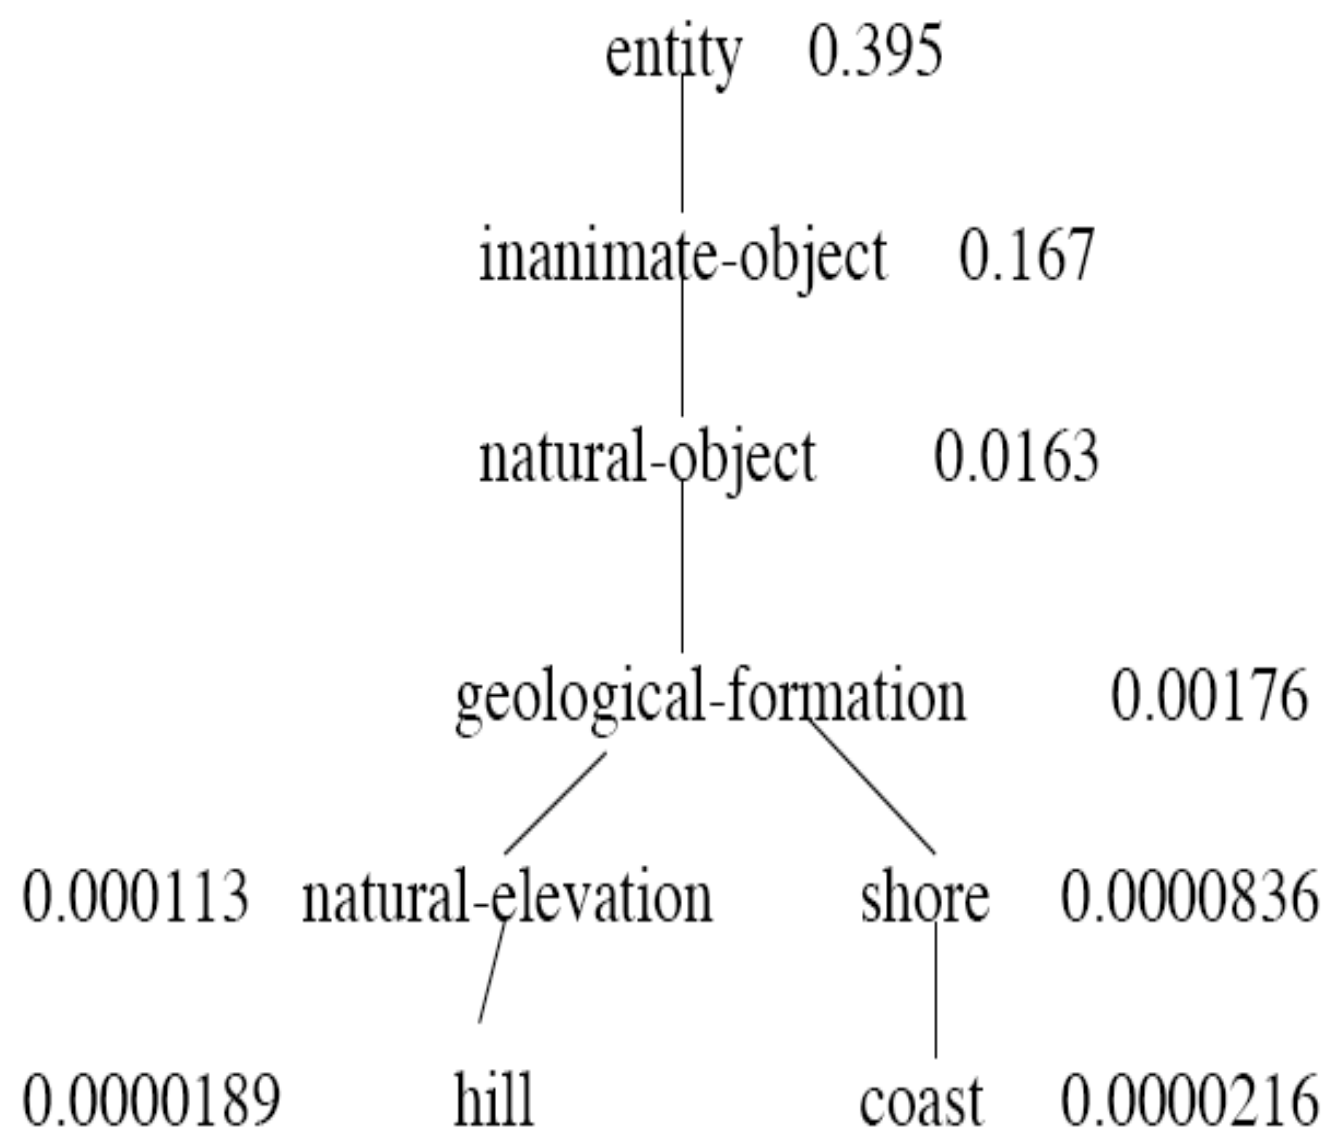 entity 0.395
inanimate-object 0.167
natural-object 0.0163
geological-formation 0.00176
0.000113 natural-elevation shore 0.0000836
0.0000189 hill coast 0.0000216